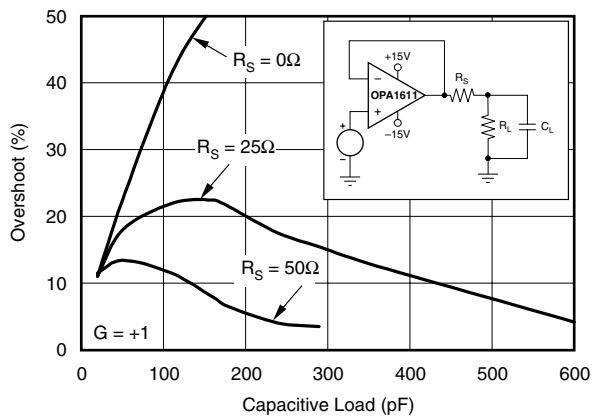 50
40
30
20
10
0
Overshoot (%)
R_S = 0Ω
R_S = 25Ω
R_S = 50Ω
G = +1
+15V
−
OPA1611
+
−15V
+
−
R_S
R_L
C_L
0 100 200 300 400 500 600
Capacitive Load (pF)